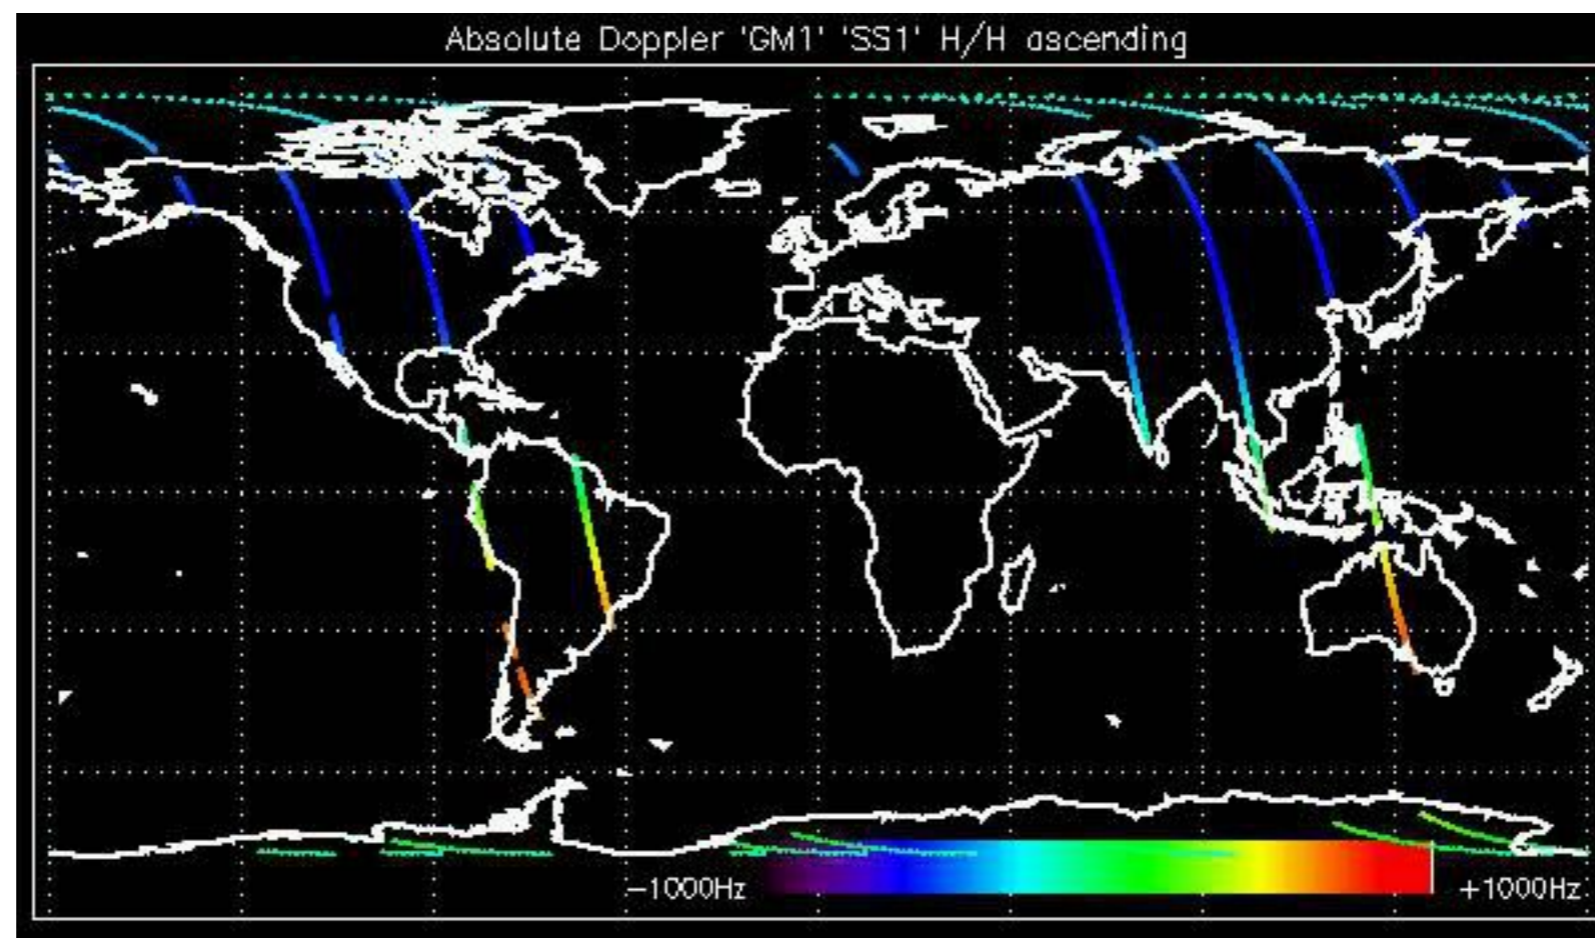 Absolute Doppler 'GM1' 'SS1' H/H ascending
-1000Hz
+1000Hz